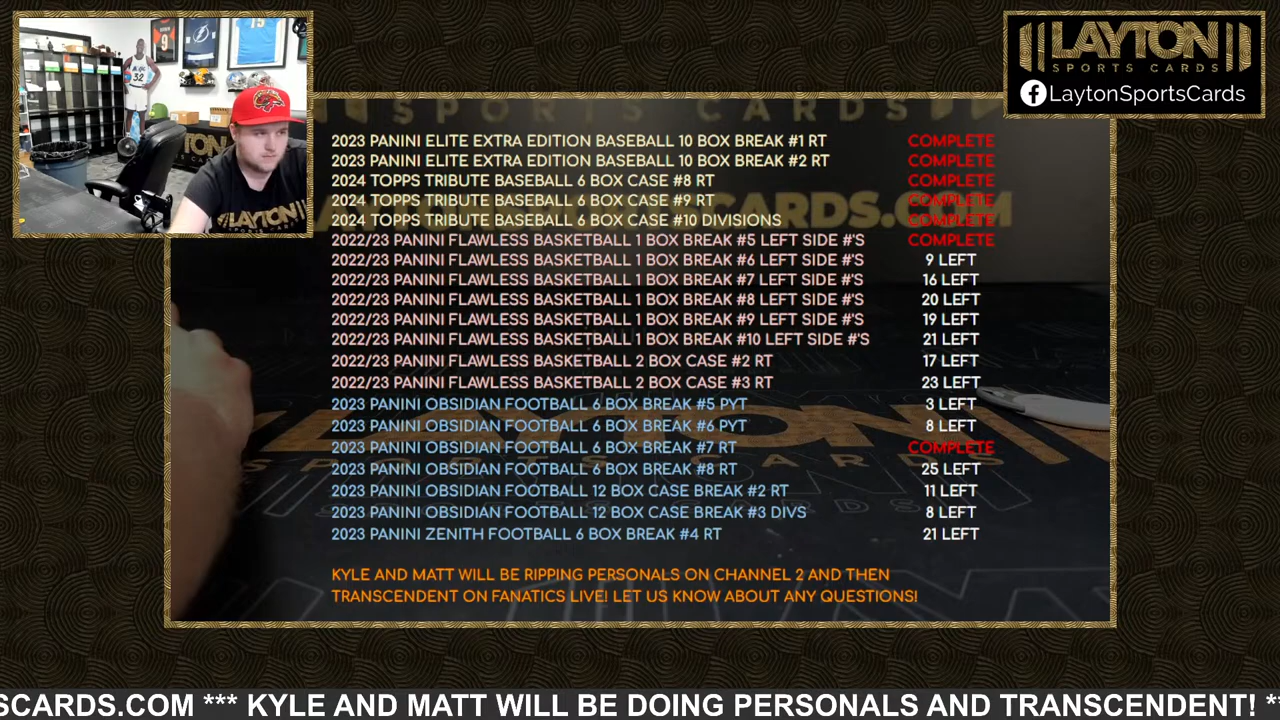 LAYTON
SPORTS CARDS
LaytonSportsCards
SPORTS CARDS
2023 PANINI ELITE EXTRA EDITION BASEBALL 10 BOX BREAK #1 RT COMPLETE
2023 PANINI ELITE EXTRA EDITION BASEBALL 10 BOX BREAK #2 RT COMPLETE
2024 TOPPS TRIBUTE BASEBALL 6 BOX CASE #8 RT COMPLETE
2024 TOPPS TRIBUTE BASEBALL 6 BOX CASE #9 RT COMPLETE
2024 TOPPS TRIBUTE BASEBALL 6 BOX CASE #10 DIVISIONS COMPLETE
2022/23 PANINI FLAWLESS BASKETBALL 1 BOX BREAK #5 LEFT SIDE #'S COMPLETE
2022/23 PANINI FLAWLESS BASKETBALL 1 BOX BREAK #6 LEFT SIDE #'S 9 LEFT
2022/23 PANINI FLAWLESS BASKETBALL 1 BOX BREAK #7 LEFT SIDE #'S 16 LEFT
2022/23 PANINI FLAWLESS BASKETBALL 1 BOX BREAK #8 LEFT SIDE #'S 20 LEFT
2022/23 PANINI FLAWLESS BASKETBALL 1 BOX BREAK #9 LEFT SIDE #'S 19 LEFT
2022/23 PANINI FLAWLESS BASKETBALL 1 BOX BREAK #10 LEFT SIDE #'S 21 LEFT
2022/23 PANINI FLAWLESS BASKETBALL 2 BOX CASE #2 RT 17 LEFT
2022/23 PANINI FLAWLESS BASKETBALL 2 BOX CASE #3 RT 23 LEFT
2023 PANINI OBSIDIAN FOOTBALL 6 BOX BREAK #5 PYT 3 LEFT
2023 PANINI OBSIDIAN FOOTBALL 6 BOX BREAK #6 PYT 8 LEFT
2023 PANINI OBSIDIAN FOOTBALL 6 BOX BREAK #7 RT COMPLETE
2023 PANINI OBSIDIAN FOOTBALL 6 BOX BREAK #8 RT 25 LEFT
2023 PANINI OBSIDIAN FOOTBALL 12 BOX CASE BREAK #2 RT 11 LEFT
2023 PANINI OBSIDIAN FOOTBALL 12 BOX CASE BREAK #3 DIVS 8 LEFT
2023 PANINI ZENITH FOOTBALL 6 BOX BREAK #4 RT 21 LEFT
KYLE AND MATT WILL BE RIPPING PERSONALS ON CHANNEL 2 AND THEN
TRANSCENDENT ON FANATICS LIVE! LET US KNOW ABOUT ANY QUESTIONS!
SCARDS.COM *** KYLE AND MATT WILL BE DOING PERSONALS AND TRANSCENDENT! **